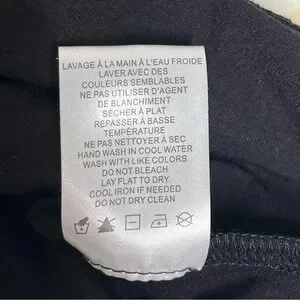 LAVAGE À LA MAIN À L'EAU FROIDE
LAVER AVEC DES
COULEURS SEMBLABLES
NE PAS UTILISER D'AGENT
DE BLANCHIMENT
SÉCHER À PLAT
REPASSER À BASSE
TEMPÉRATURE
NE PAS NETTOYER À SEC
HAND WASH IN COOL WATER
WASH WITH LIKE COLORS
DO NOT BLEACH
LAY FLAT TO DRY
COOL IRON IF NEEDED
DO NOT DRY CLEAN